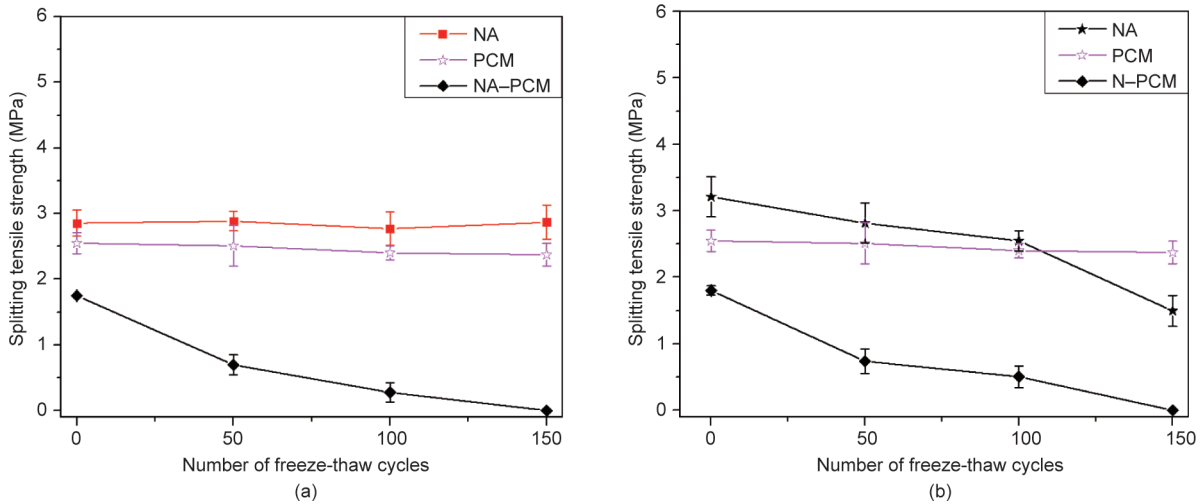 6
5
4
3
2
1
0
Splitting tensile strength (MPa)
NA
PCM
NA–PCM
0
50
100
150
Number of freeze-thaw cycles
(a)
6
5
4
3
2
1
0
Splitting tensile strength (MPa)
NA
PCM
N–PCM
0
50
100
150
Number of freeze-thaw cycles
(b)